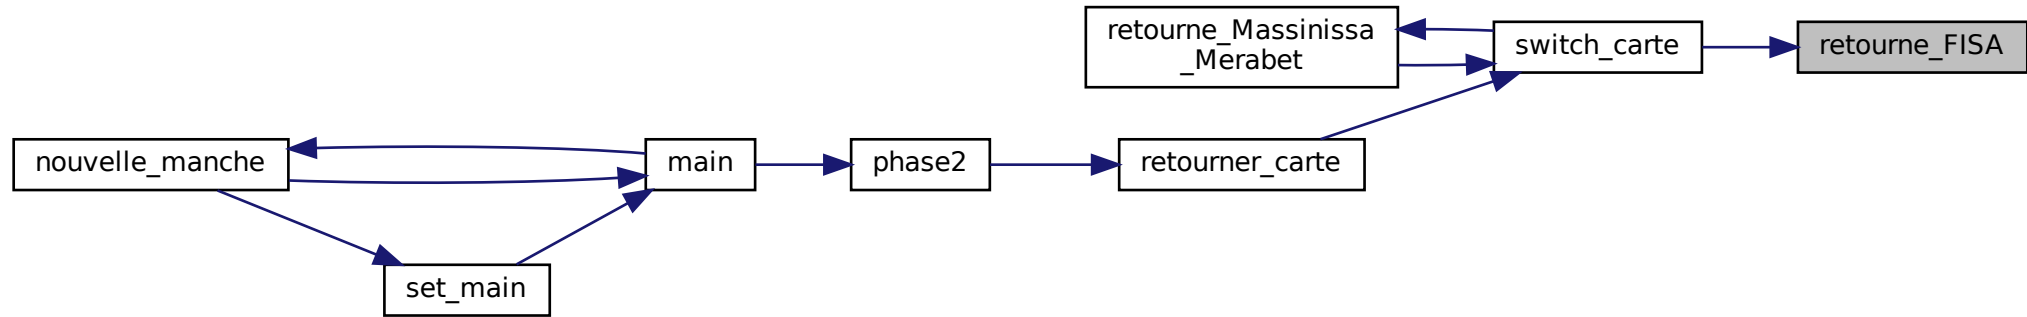 retourne_Massinissa
_Merabet
switch_carte
retourne_FISA
nouvelle_manche
main
phase2
retourner_carte
set_main